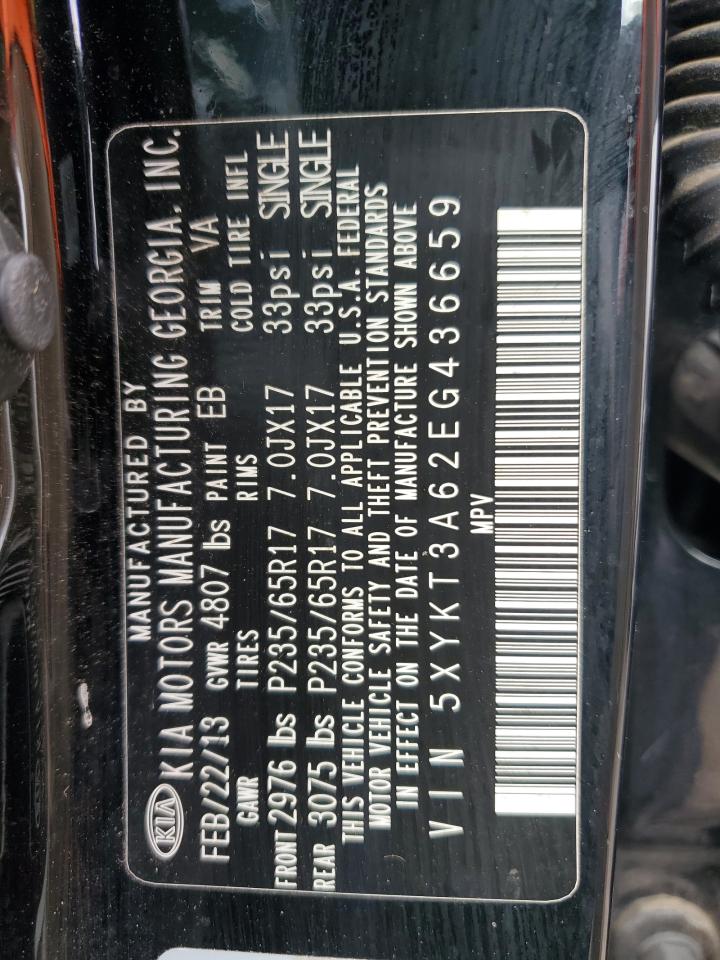 MANUFACTURED BY
KIA KIA MOTORS MANUFACTURING GEORGIA, INC.
FEB/22/13 GVWR 4807 lbs PAINT EB TRIM VA
GAWR TIRES RIMS COLD TIRE INFL
FRONT 2976 lbs P235/65R17 7.0JX17 33psi SINGLE
REAR 3075 lbs P235/65R17 7.0JX17 33psi SINGLE
THIS VEHICLE CONFORMS TO ALL APPLICABLE U.S.A. FEDERAL
MOTOR VEHICLE SAFETY AND THEFT PREVENTION STANDARDS
IN EFFECT ON THE DATE OF MANUFACTURE SHOWN ABOVE
VIN 5XYKT3A62EG436659
MPV